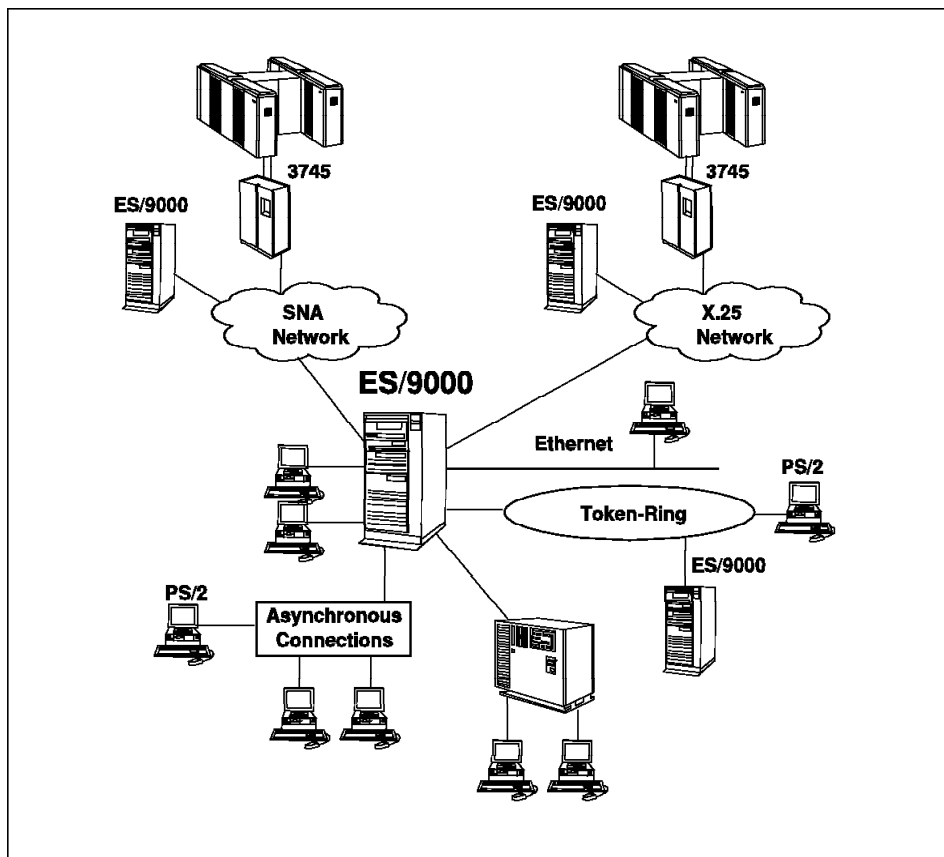 3745
3745
ES/9000
ES/9000
SNA
Network
X.25
Network
ES/9000
Ethernet
PS/2
Token-Ring
ES/9000
PS/2
Asynchronous
Connections